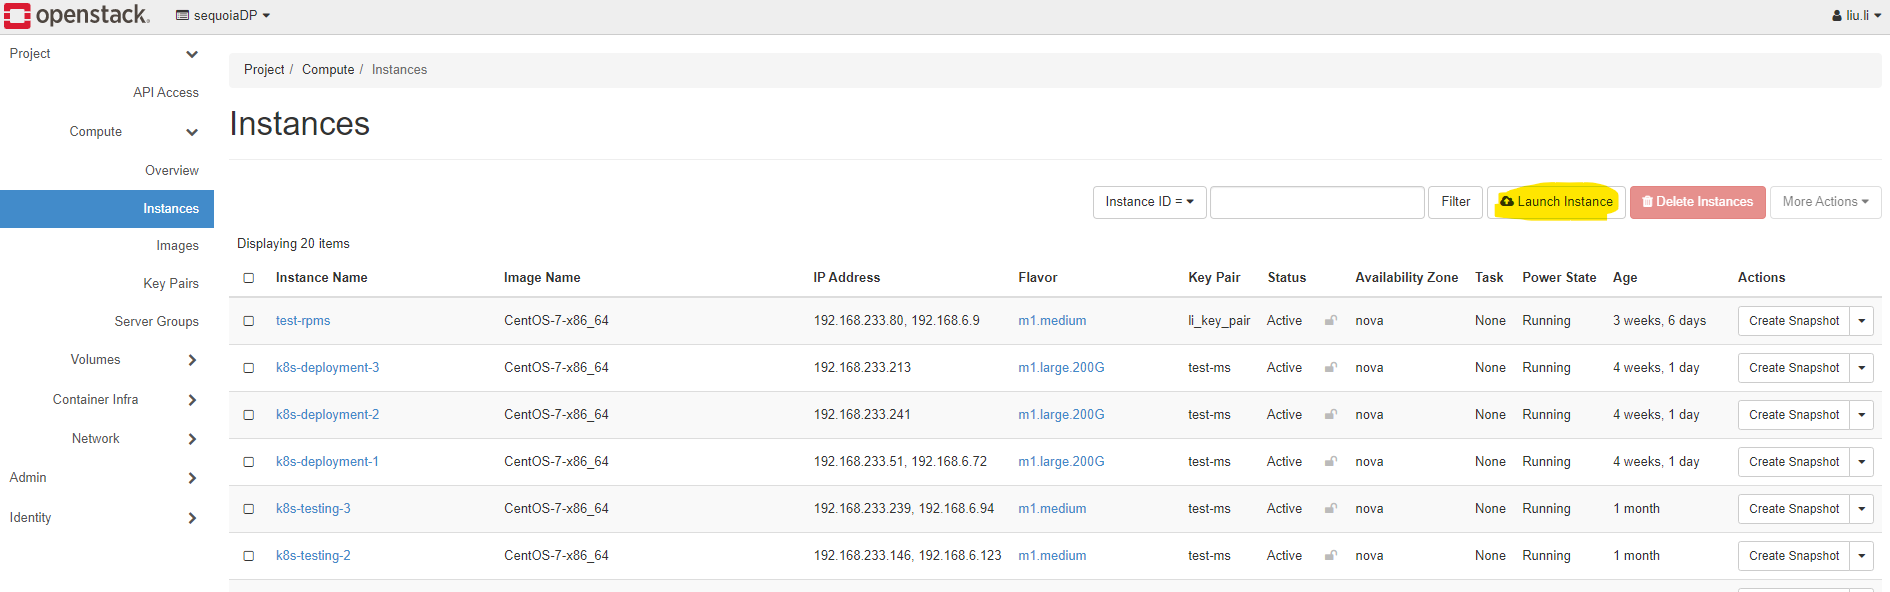 openstack. sequoiaDP liu.li
Project
Project / Compute / Instances
API Access
Compute
Instances
Overview
Instances
Instance ID = Filter Launch Instance Delete Instances More Actions
Images
Displaying 20 items
Key Pairs
Instance Name Image Name IP Address Flavor Key Pair Status Availability Zone Task Power State Age Actions
Server Groups
test-rpms CentOS-7-x86_64 192.168.233.80, 192.168.6.9 m1.medium li_key_pair Active nova None Running 3 weeks, 6 days Create Snapshot
Volumes
k8s-deployment-3 CentOS-7-x86_64 192.168.233.213 m1.large.200G test-ms Active nova None Running 4 weeks, 1 day Create Snapshot
Container Infra
k8s-deployment-2 CentOS-7-x86_64 192.168.233.241 m1.large.200G test-ms Active nova None Running 4 weeks, 1 day Create Snapshot
Network
k8s-deployment-1 CentOS-7-x86_64 192.168.233.51, 192.168.6.72 m1.large.200G test-ms Active nova None Running 4 weeks, 1 day Create Snapshot
Admin
k8s-testing-3 CentOS-7-x86_64 192.168.233.239, 192.168.6.94 m1.medium test-ms Active nova None Running 1 month Create Snapshot
Identity
k8s-testing-2 CentOS-7-x86_64 192.168.233.146, 192.168.6.123 m1.medium test-ms Active nova None Running 1 month Create Snapshot